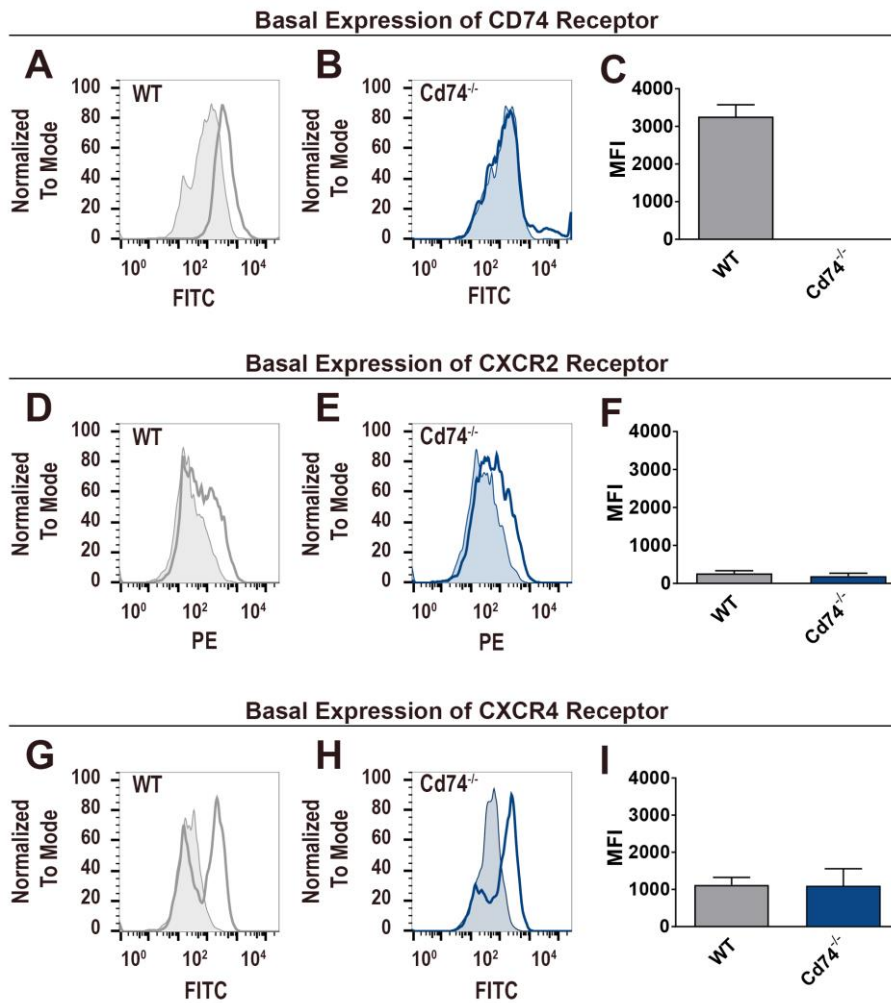 Basal Expression of CD74 Receptor
A
WT
Normalized
To Mode
100
80
60
40
20
0
10⁰
10²
10⁴
FITC
B
Cd74⁻/⁻
Normalized
To Mode
100
80
60
40
20
0
10⁰
10²
10⁴
FITC
C
MFI
4000
3000
2000
1000
0
WT
Cd74⁻/⁻
Basal Expression of CXCR2 Receptor
D
WT
Normalized
To Mode
100
80
60
40
20
0
10⁰
10²
10⁴
PE
E
Cd74⁻/⁻
Normalized
To Mode
100
80
60
40
20
0
10⁰
10²
10⁴
PE
F
MFI
4000
3000
2000
1000
0
WT
Cd74⁻/⁻
Basal Expression of CXCR4 Receptor
G
WT
Normalized
To Mode
100
80
60
40
20
0
10⁰
10²
10⁴
FITC
H
Cd74⁻/⁻
Normalized
To Mode
100
80
60
40
20
0
10⁰
10²
10⁴
FITC
I
MFI
4000
3000
2000
1000
0
WT
Cd74⁻/⁻